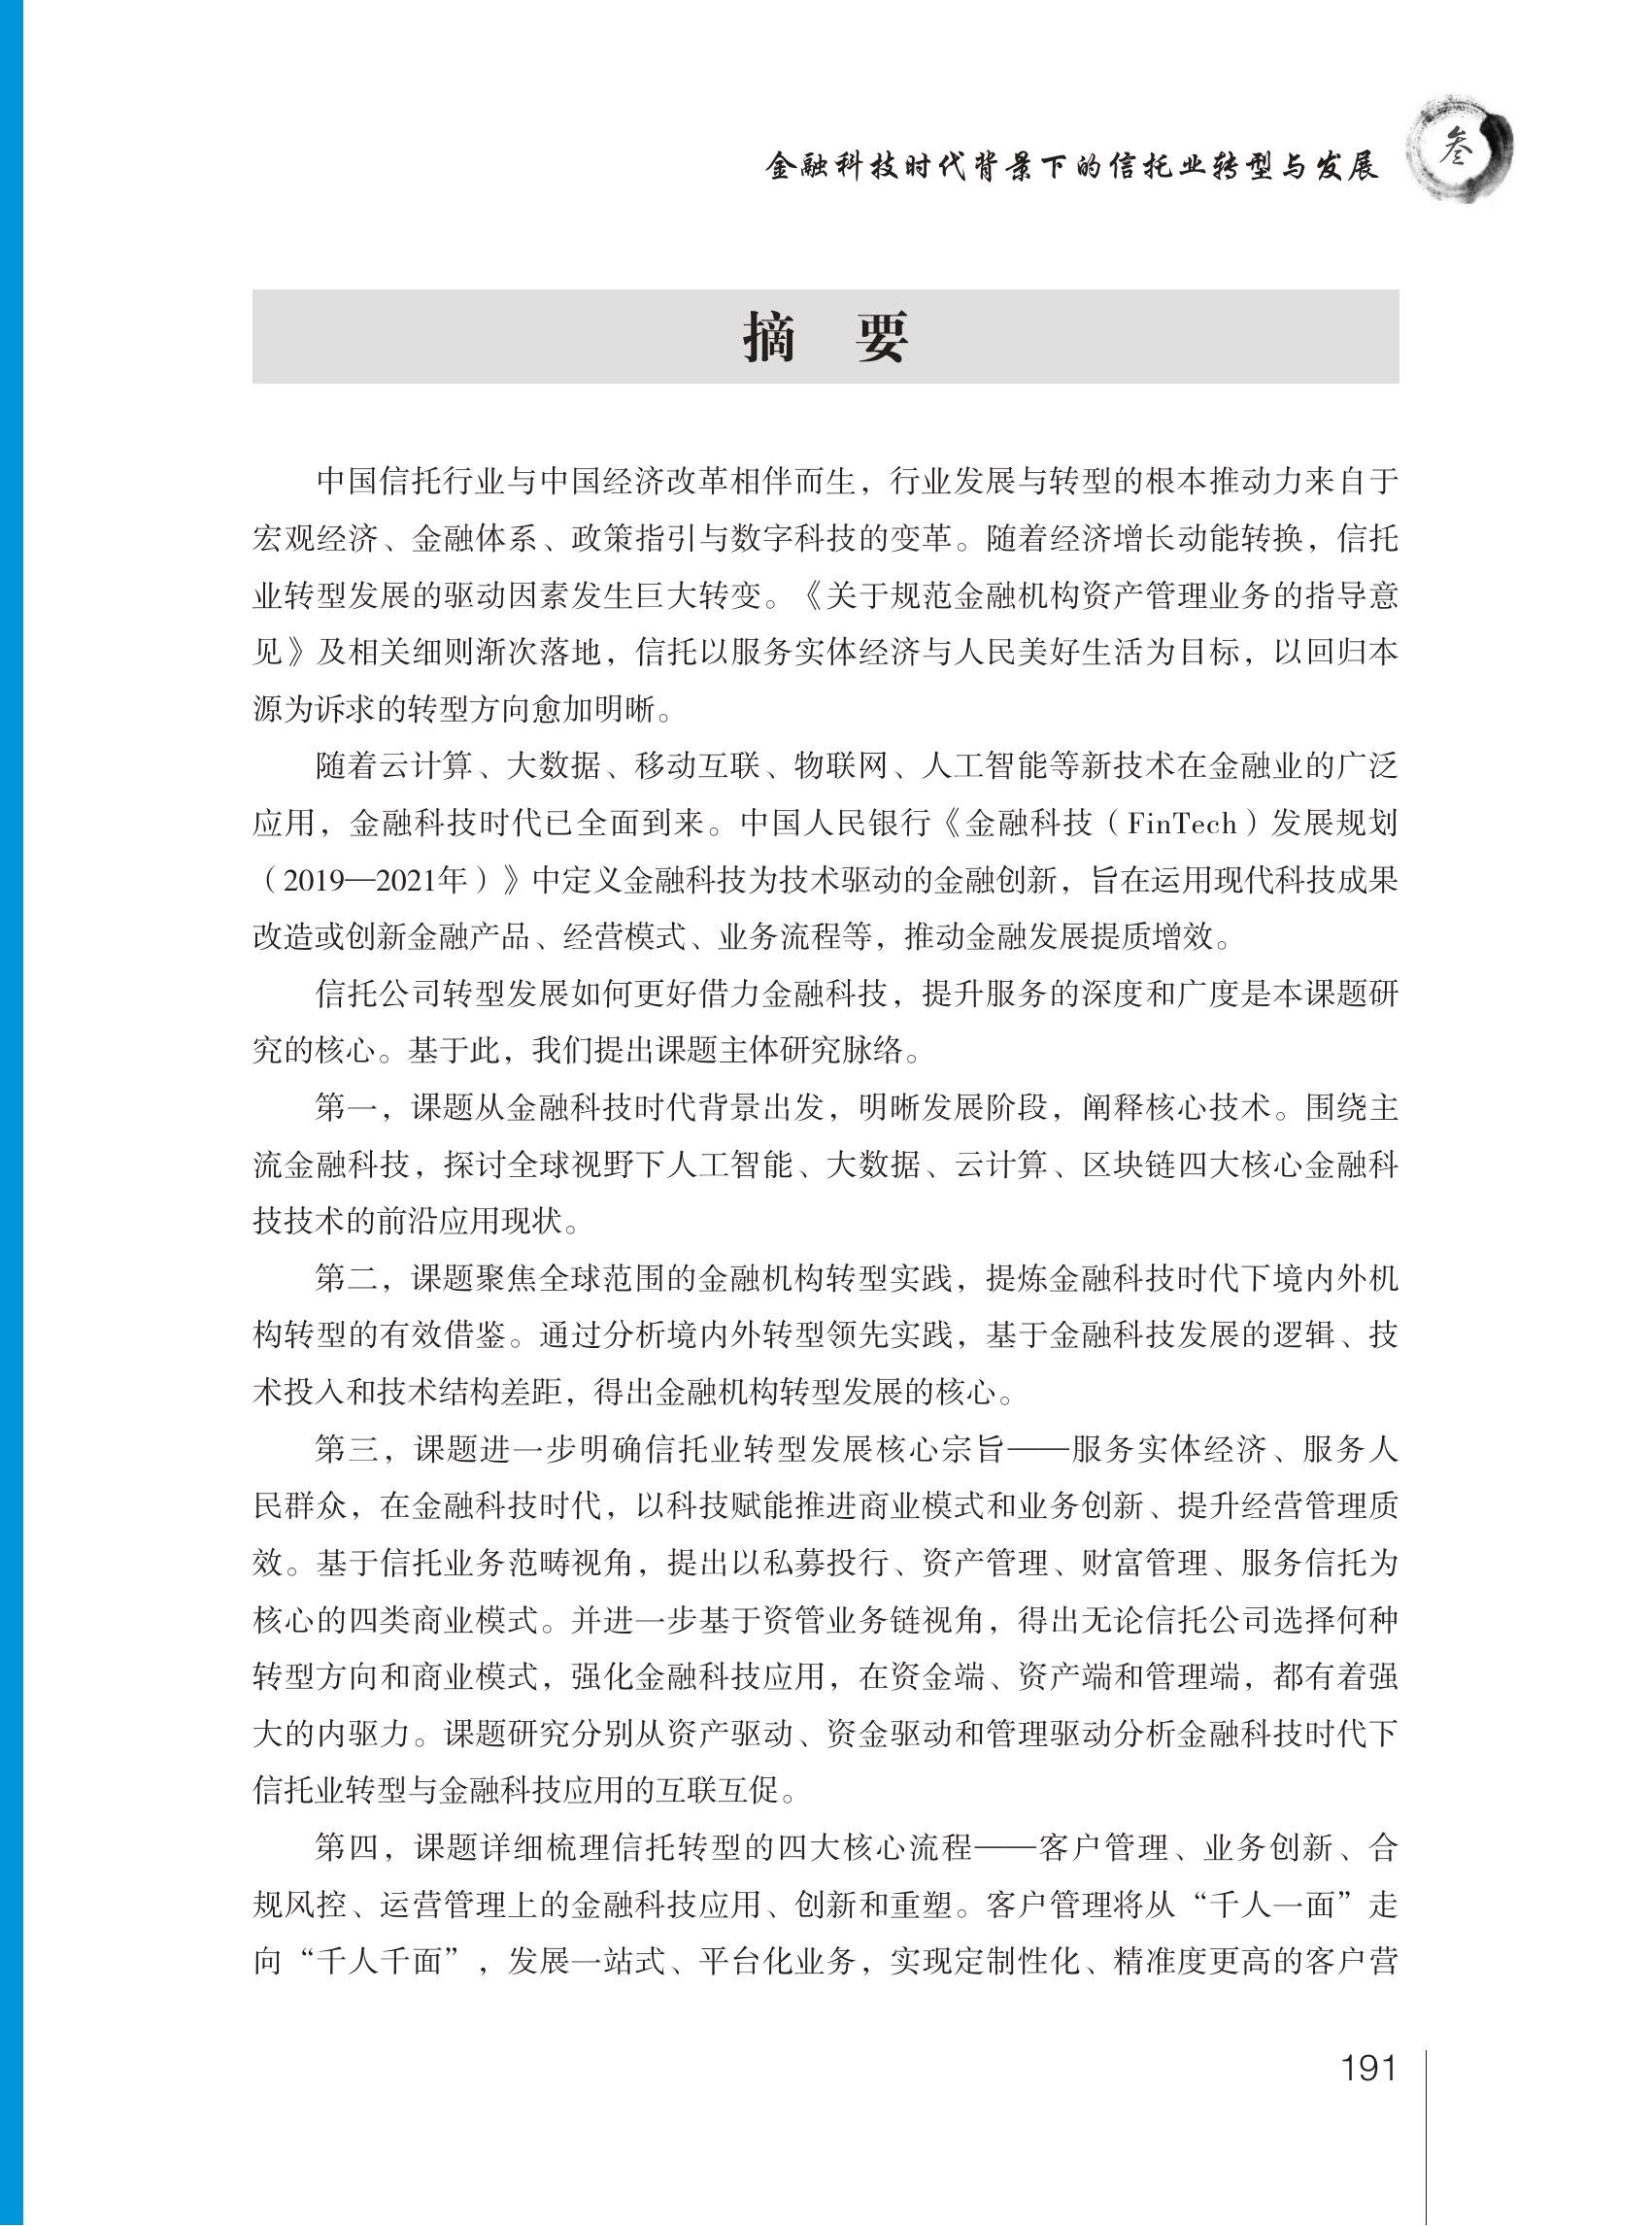 金融科技时代背景下的信托业转型与发展
叁
摘 要
中国信托行业与中国经济改革相伴而生，行业发展与转型的根本推动力来自于
宏观经济、金融体系、政策指引与数字科技的变革。随着经济增长动能转换，信托
业转型发展的驱动因素发生巨大转变。《关于规范金融机构资产管理业务的指导意
见》及相关细则渐次落地，信托以服务实体经济与人民美好生活为目标，以回归本
源为诉求的转型方向愈加明晰。
随着云计算、大数据、移动互联、物联网、人工智能等新技术在金融业的广泛
应用，金融科技时代已全面到来。中国人民银行《金融科技（FinTech）发展规划
（2019—2021年）》中定义金融科技为技术驱动的金融创新，旨在运用现代科技成果
改造或创新金融产品、经营模式、业务流程等，推动金融发展提质增效。
信托公司转型发展如何更好借力金融科技，提升服务的深度和广度是本课题研
究的核心。基于此，我们提出课题主体研究脉络。
第一，课题从金融科技时代背景出发，明晰发展阶段，阐释核心技术。围绕主
流金融科技，探讨全球视野下人工智能、大数据、云计算、区块链四大核心金融科
技技术的前沿应用现状。
第二，课题聚焦全球范围的金融机构转型实践，提炼金融科技时代下境内外机
构转型的有效借鉴。通过分析境内外转型领先实践，基于金融科技发展的逻辑、技
术投入和技术结构差距，得出金融机构转型发展的核心。
第三，课题进一步明确信托业转型发展核心宗旨——服务实体经济、服务人
民群众，在金融科技时代，以科技赋能推进商业模式和业务创新、提升经营管理质
效。基于信托业务范畴视角，提出以私募投行、资产管理、财富管理、服务信托为
核心的四类商业模式。并进一步基于资管业务链视角，得出无论信托公司选择何种
转型方向和商业模式，强化金融科技应用，在资金端、资产端和管理端，都有着强
大的内驱力。课题研究分别从资产驱动、资金驱动和管理驱动分析金融科技时代下
信托业转型与金融科技应用的互联互促。
第四，课题详细梳理信托转型的四大核心流程——客户管理、业务创新、合
规风控、运营管理上的金融科技应用、创新和重塑。客户管理将从“千人一面”走
向“千人千面”，发展一站式、平台化业务，实现定制性化、精准度更高的客户营
191